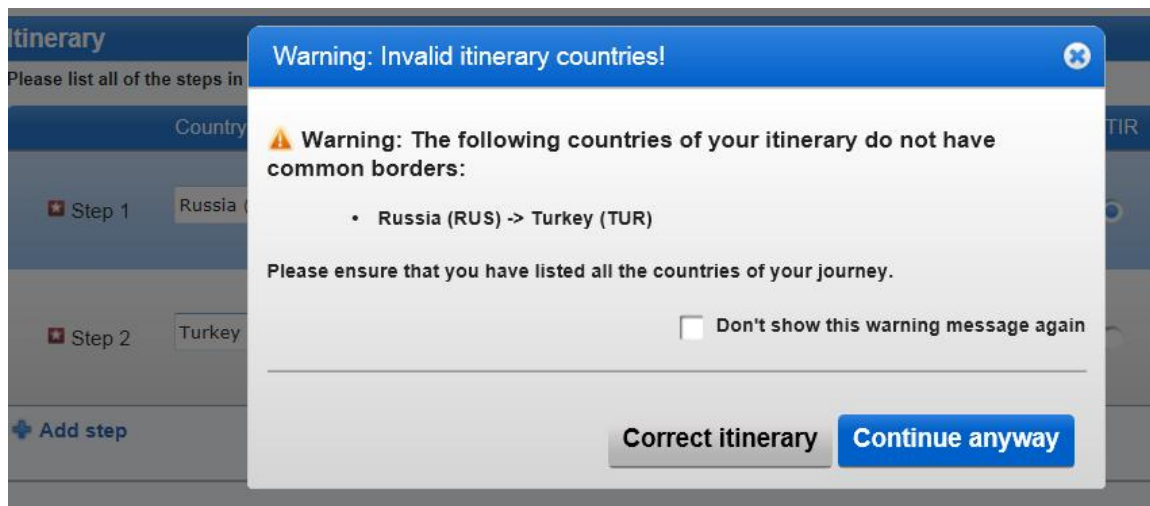 Itinerary
Warning: Invalid itinerary countries!
Please list all of the steps in
Country
TIR
Warning: The following countries of your itinerary do not have
common borders:
Step 1
Russia (
• Russia (RUS) -> Turkey (TUR)
Please ensure that you have listed all the countries of your journey.
Don't show this warning message again
Step 2
Turkey
Add step
Correct itinerary
Continue anyway